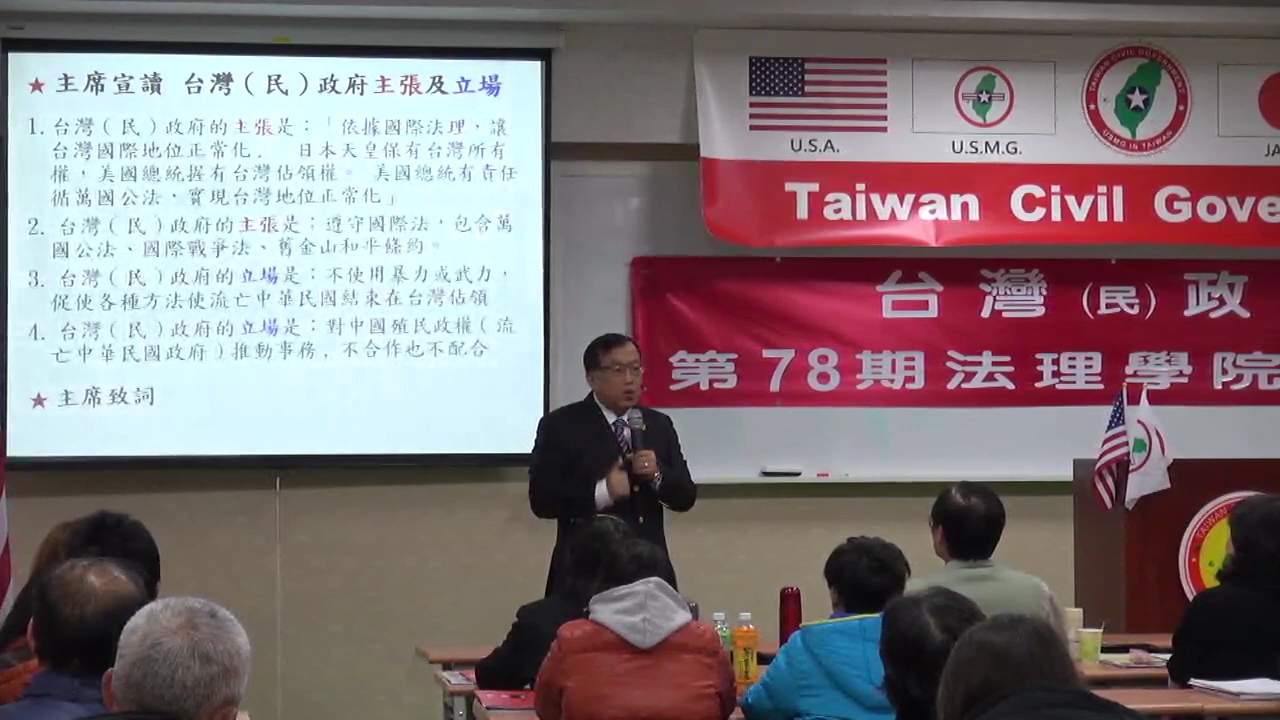 ★ 主席宣讀 台灣(民)政府主張及立場
1. 台灣(民)政府的主張是:「依據國際法理,讓
台灣國際地位正常化, 日本天皇保有台灣所有
權,美國總統握有台灣佔領權。 美國總統有責任
循萬國公法,實現台灣地位正常化」
2. 台灣(民)政府的主張是:遵守國際法,包含萬
國公法、國際戰爭法、舊金山和平條約。
3. 台灣(民)政府的立場是:不使用暴力或武力,
促使各種方法使流亡中華民國結束在台灣佔領
4. 台灣(民)政府的立場是:對中國殖民政權(流
亡中華民國政府)推動事務,不合作也不配合
★ 主席致詞
U.S.A.
U.S.M.G.
TAIWAN CIVIL GOVERNMENT
USMG IN TAIWAN
JA
Taiwan Civil Gove
台灣(民)政
第78期法理學院
TAIWAN